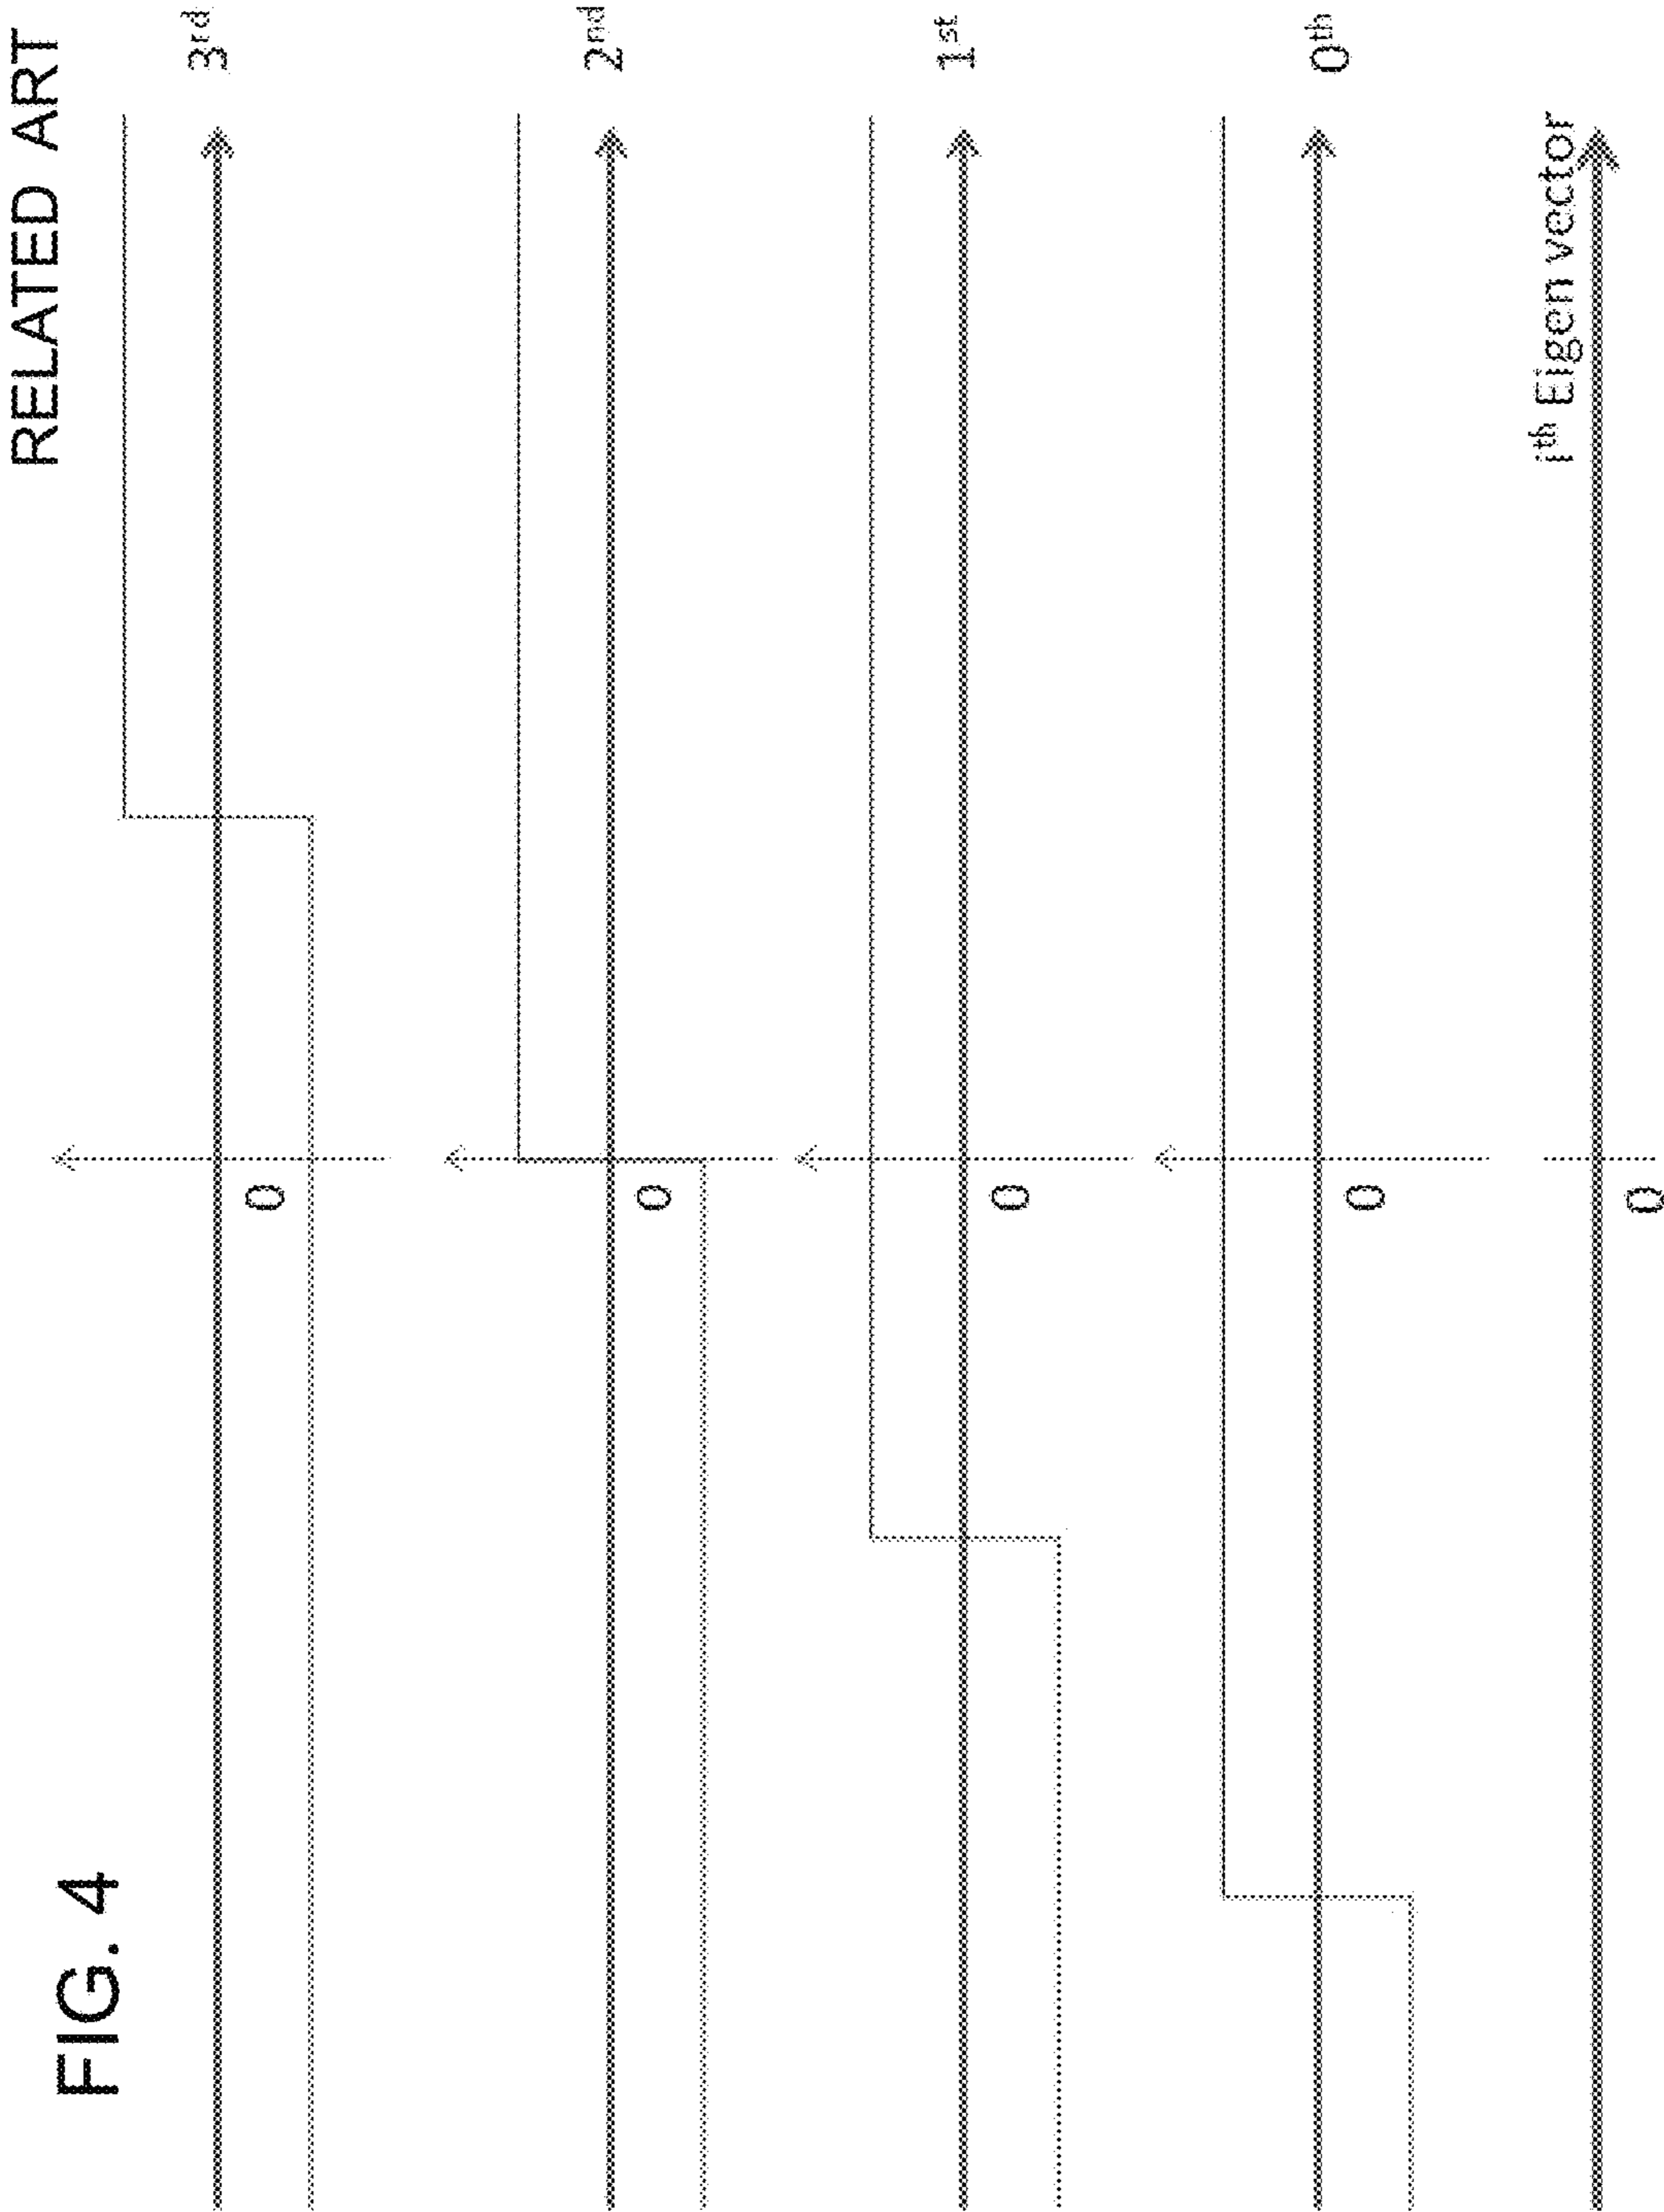 FIG. 4
RELATED ART
3rd
0
2nd
0
1st
0
0th
0
ith Eigen vector
0